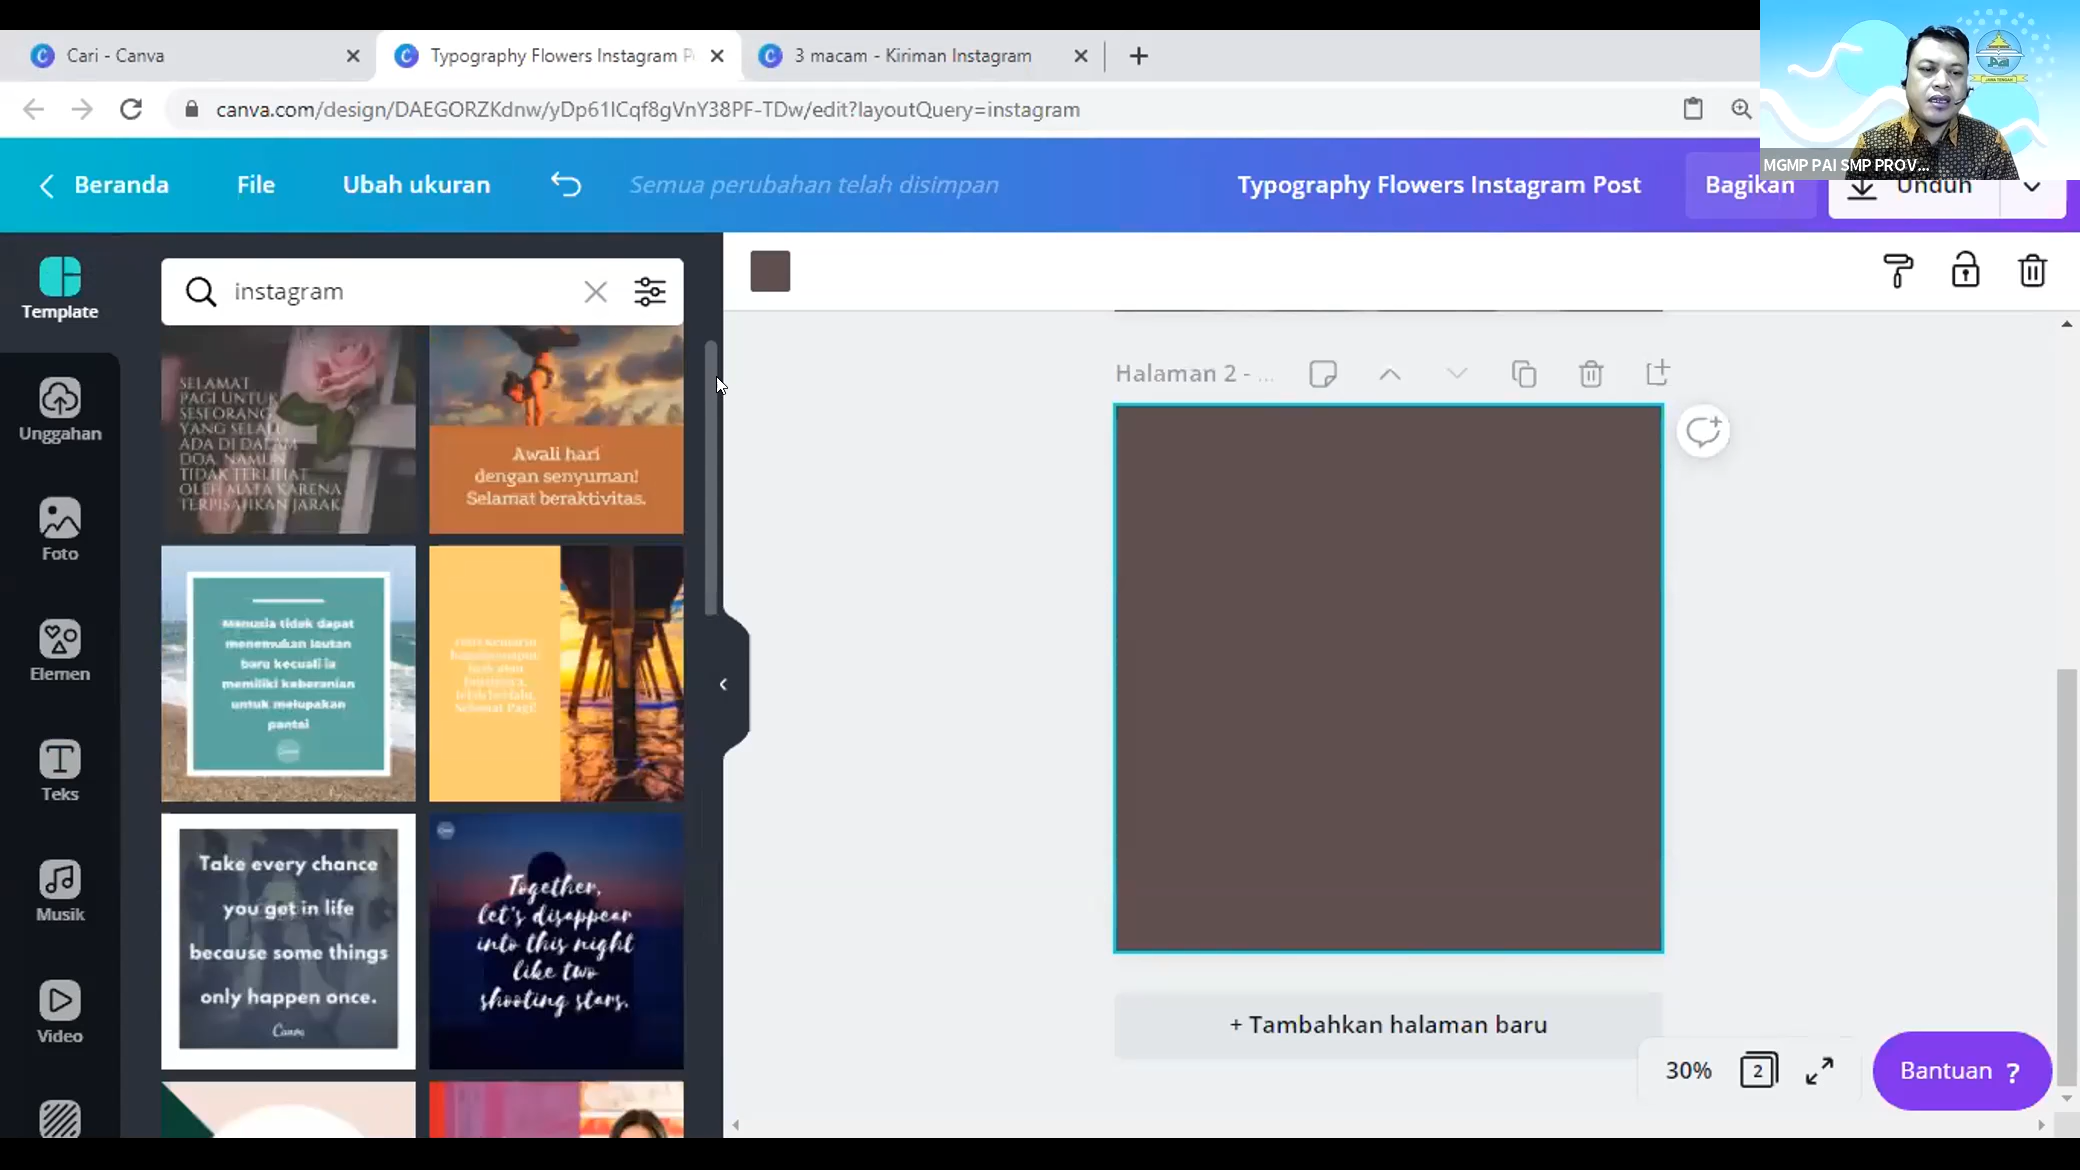 Cari - Canva
Typography Flowers Instagram P
3 macam - Kiriman Instagram
canva.com/design/DAEGORZKdnw/yDp61lCqf8gVnY38PF-TDw/edit?layoutQuery=instagram
MGMP PAI SMP PROV...
Beranda
File
Ubah ukuran
Semua perubahan telah disimpan
Typography Flowers Instagram Post
Bagikan
Unduh
Template
Unggahan
Foto
Elemen
Teks
Musik
Video
instagram
SELAMAT
PAGI UNTUK
SESEORANG
YANG SELALU
ADA DI DALAM
DOA, NAMUN
TIDAK TERLIHAT
OLEH MATA KARENA
TERPISAHKAN JARAK
Awali hari
dengan senyuman!
Selamat beraktivitas.
Manusia tidak dapat
menemukan lautan
baru kecuali ia
memiliki keberanian
untuk melupakan
pantai
Selamat Pagi!
Take every chance
you get in life
because some things
only happen once.
Canva
Together,
let's disappear
into this night
like two
shooting stars.
Halaman 2 - ...
+ Tambahkan halaman baru
30%
2
Bantuan ?